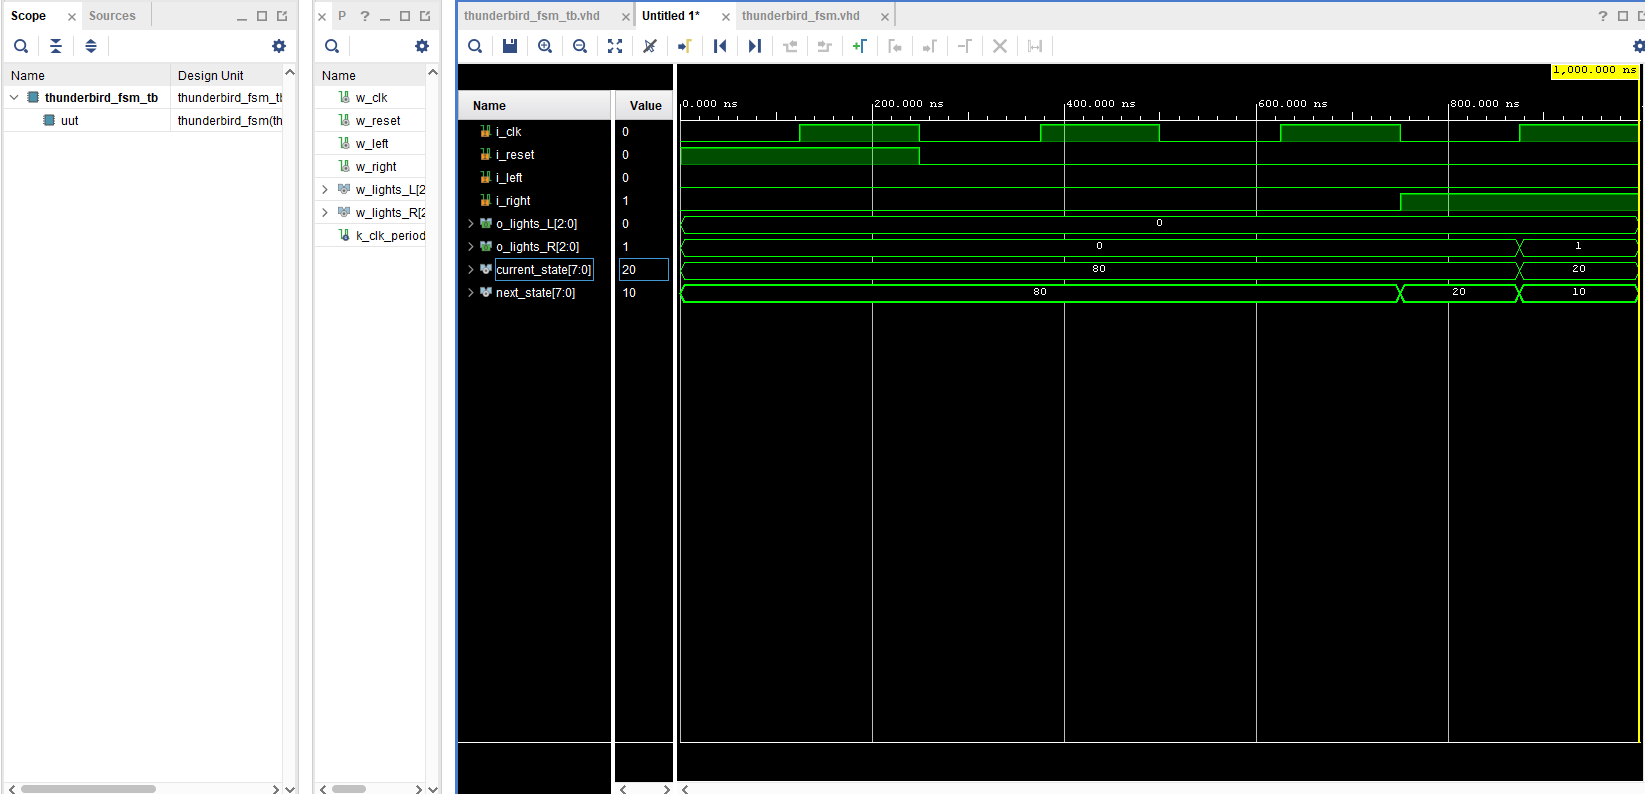 Scope
Sources
Name
Design Unit
thunderbird_fsm_tb
thunderbird_fsm_tl
uut
thunderbird_fsm(th
P
?
Name
w_clk
w_reset
w_left
w_right
w_lights_L[2
w_lights_R[2
k_clk_period
thunderbird_fsm_tb.vhd
Untitled 1*
thunderbird_fsm.vhd
?
1,000.000 ns
Name
Value
0.000 ns
200.000 ns
400.000 ns
600.000 ns
800.000 ns
i_clk
0
i_reset
0
i_left
0
i_right
1
o_lights_L[2:0]
0
0
o_lights_R[2:0]
1
0
1
current_state[7:0]
20
80
20
next_state[7:0]
10
80
20
10